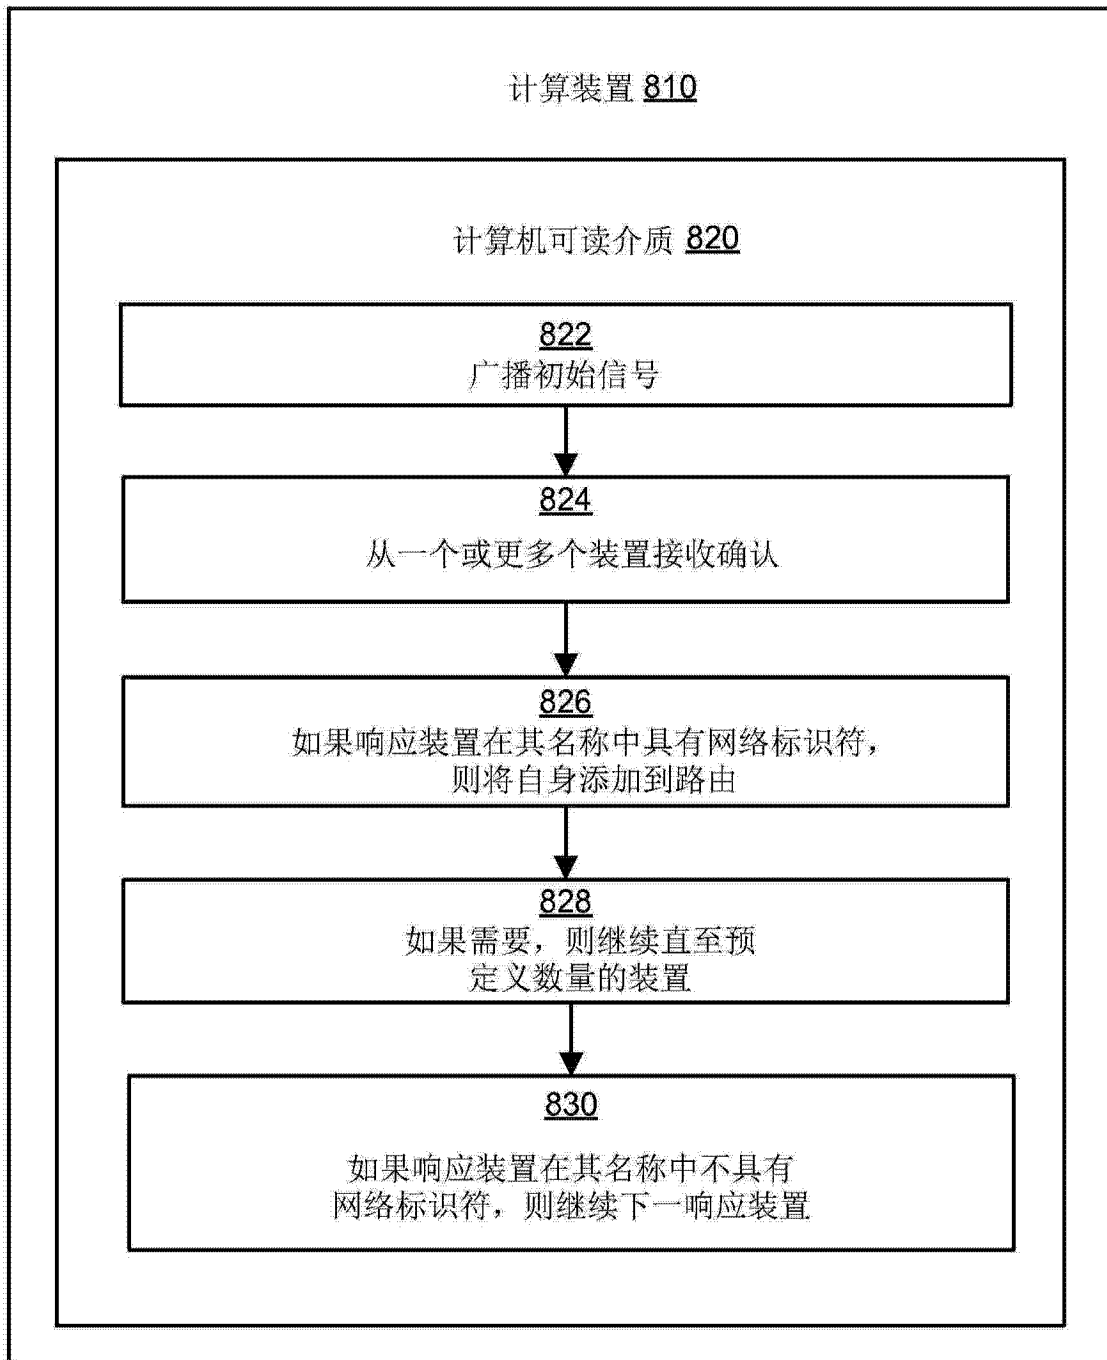 计算装置 810
计算机可读介质 820
822
广播初始信号
824
从一个或更多个装置接收确认
826
如果响应装置在其名称中具有网络标识符，
则将自身添加到路由
828
如果需要，则继续直至预
定义数量的装置
830
如果响应装置在其名称中不具有
网络标识符，则继续下一响应装置